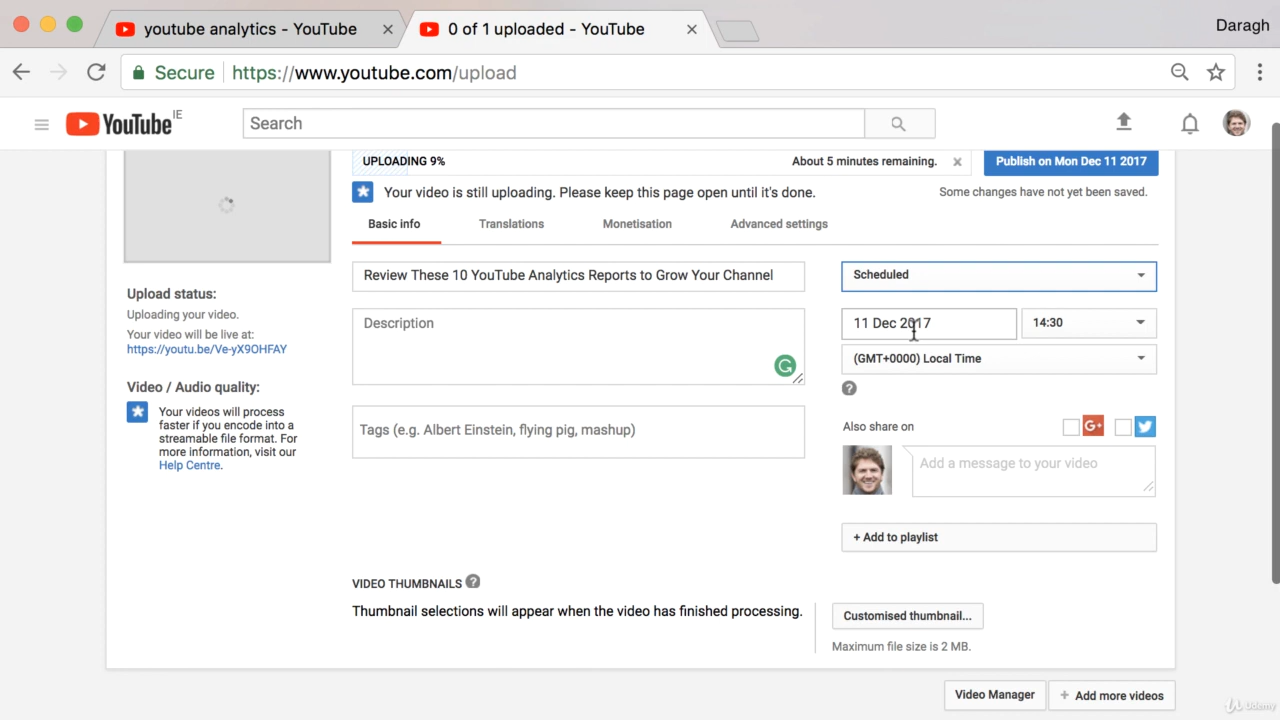 youtube analytics - YouTube
0 of 1 uploaded - YouTube
Daragh
Secure
https://www.youtube.com/upload
YouTube IE
Search
UPLOADING 9%
About 5 minutes remaining.
Publish on Mon Dec 11 2017
Your video is still uploading. Please keep this page open until it's done.
Some changes have not yet been saved.
Basic info
Translations
Monetisation
Advanced settings
Review These 10 YouTube Analytics Reports to Grow Your Channel
Scheduled
Upload status:
Uploading your video.
Your video will be live at:
https://youtu.be/Ve-yX9OHFAY
Description
11 Dec 2017
14:30
(GMT+0000) Local Time
Video / Audio quality:
Your videos will process
faster if you encode into a
streamable file format. For
more information, visit our
Help Centre.
Tags (e.g. Albert Einstein, flying pig, mashup)
Also share on
G+
Add a message to your video
+ Add to playlist
VIDEO THUMBNAILS
Thumbnail selections will appear when the video has finished processing.
Customised thumbnail...
Maximum file size is 2 MB.
Video Manager
+ Add more videos
Udemy